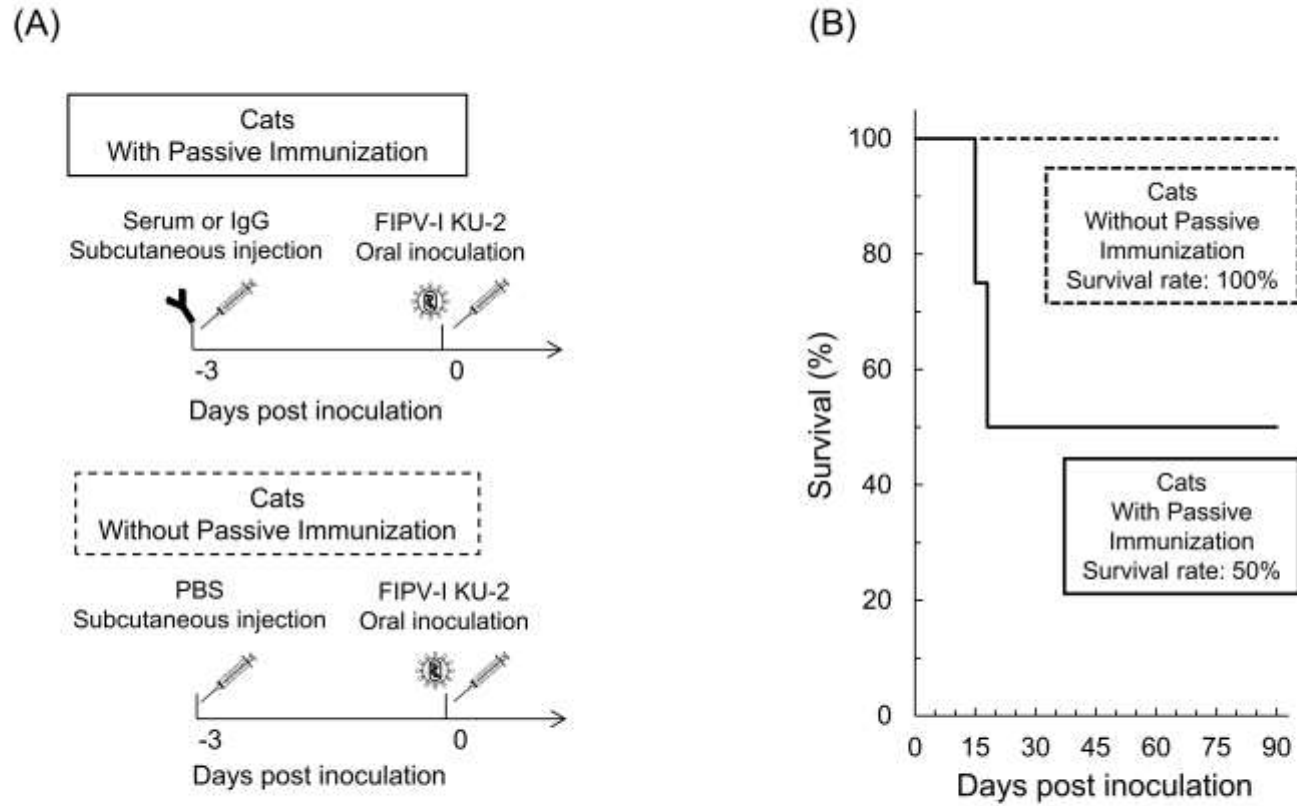 (A)
Cats
With Passive Immunization
Serum or IgG
Subcutaneous injection
FIPV-I KU-2
Oral inoculation
-3
0
Days post inoculation
Cats
Without Passive Immunization
PBS
Subcutaneous injection
FIPV-I KU-2
Oral inoculation
-3
0
Days post inoculation
(B)
Survival (%)
100
80
60
40
20
0
Cats
Without Passive
Immunization
Survival rate: 100%
Cats
With Passive
Immunization
Survival rate: 50%
0 15 30 45 60 75 90
Days post inoculation